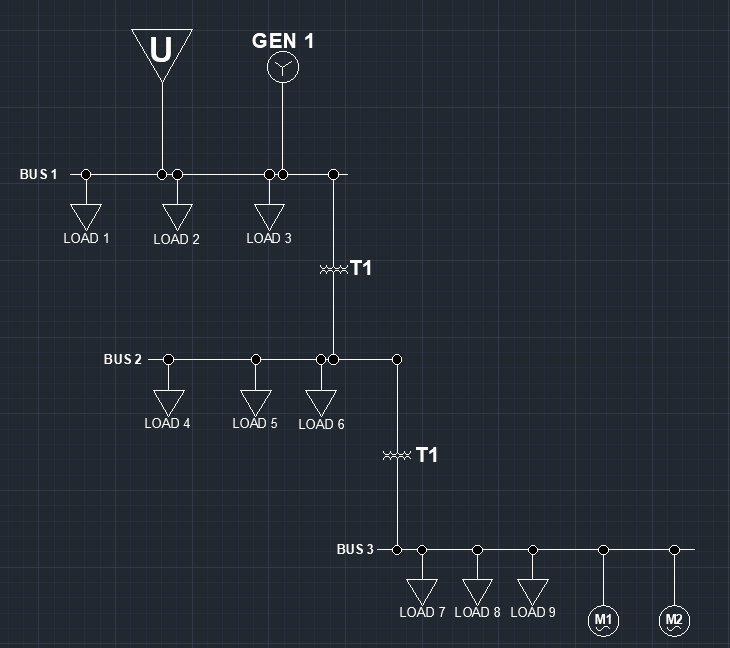 U
GEN 1
BUS 1
LOAD 1
LOAD 2
LOAD 3
T1
BUS 2
LOAD 4
LOAD 5
LOAD 6
T1
BUS 3
LOAD 7
LOAD 8
LOAD 9
M1
M2